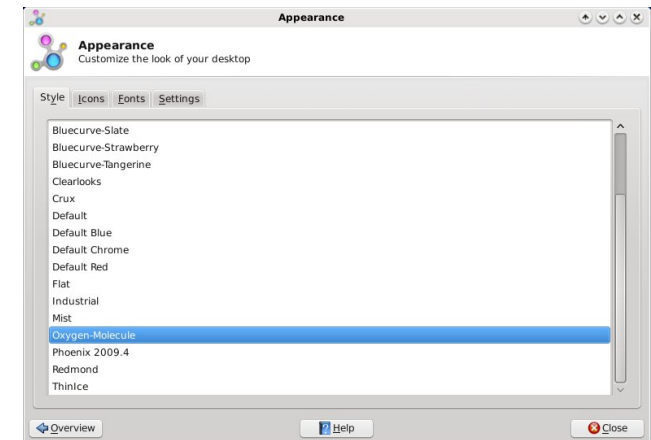 Appearance
Appearance
Customize the look of your desktop
Style Icons Fonts Settings
Bluecurve-Slate
Bluecurve-Strawberry
Bluecurve-Tangerine
Clearlooks
Crux
Default
Default Blue
Default Chrome
Default Red
Flat
Industrial
Mist
Oxygen-Molecule
Phoenix 2009.4
Redmond
ThinIce
Overview Help Close